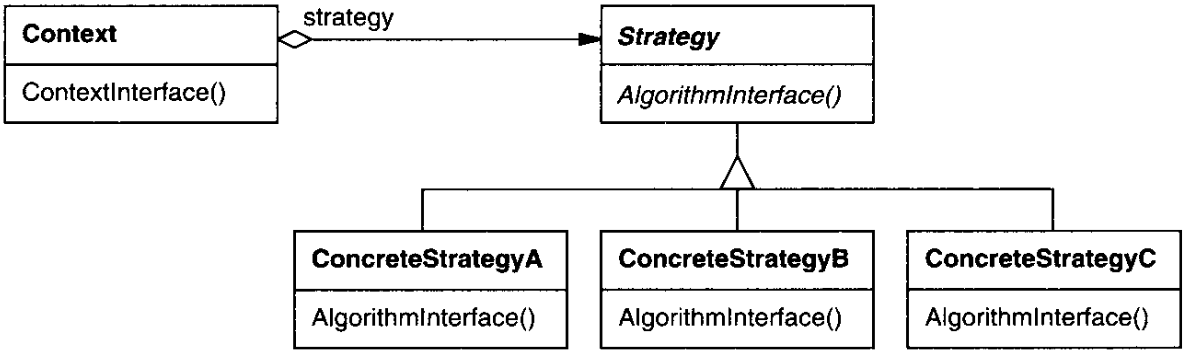 Context
strategy
Strategy
ContextInterface()
AlgorithmInterface()
ConcreteStrategyA
ConcreteStrategyB
ConcreteStrategyC
AlgorithmInterface()
AlgorithmInterface()
AlgorithmInterface()